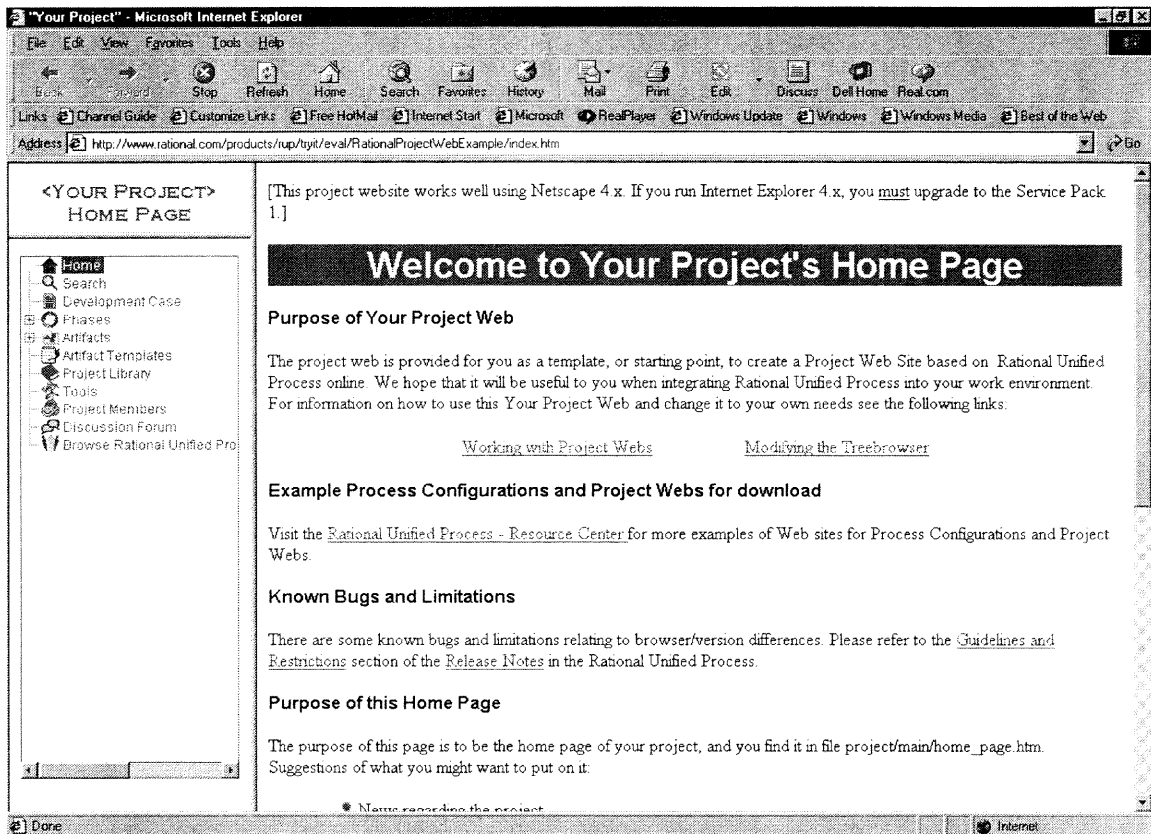 "Your Project" - Microsoft Internet Explorer
File Edit View Favorites Tools Help
Back Forward Stop Refresh Home Search Favorites History Mail Print Edit Discuss Dell Home Real.com
Links Channel Guide Customize Links Free HotMail Internet Start Microsoft RealPlayer Windows Update Windows Windows Media Best of the Web
Address http://www.rational.com/products/rup/tryit/eval/RationalProjectWebExample/index.htm Go
<YOUR PROJECT>
HOME PAGE
Home
Search
Development Case
Phases
Artifacts
Artifact Templates
Project Library
Tools
Project Members
Discussion Forum
Browse Rational Unified Pro
[This project website works well using Netscape 4.x. If you run Internet Explorer 4.x, you must upgrade to the Service Pack
1.]
Welcome to Your Project's Home Page
Purpose of Your Project Web
The project web is provided for you as a template, or starting point, to create a Project Web Site based on Rational Unified
Process online. We hope that it will be useful to you when integrating Rational Unified Process into your work environment.
For information on how to use this Your Project Web and change it to your own needs see the following links:
Working with Project Webs Modifying the Treebrowser
Example Process Configurations and Project Webs for download
Visit the Rational Unified Process - Resource Center for more examples of Web sites for Process Configurations and Project
Webs.
Known Bugs and Limitations
There are some known bugs and limitations relating to browser/version differences. Please refer to the Guidelines and
Restrictions section of the Release Notes in the Rational Unified Process.
Purpose of this Home Page
The purpose of this page is to be the home page of your project, and you find it in file project/main/home_page.htm.
Suggestions of what you might want to put on it:
News regarding the project
Done Internet